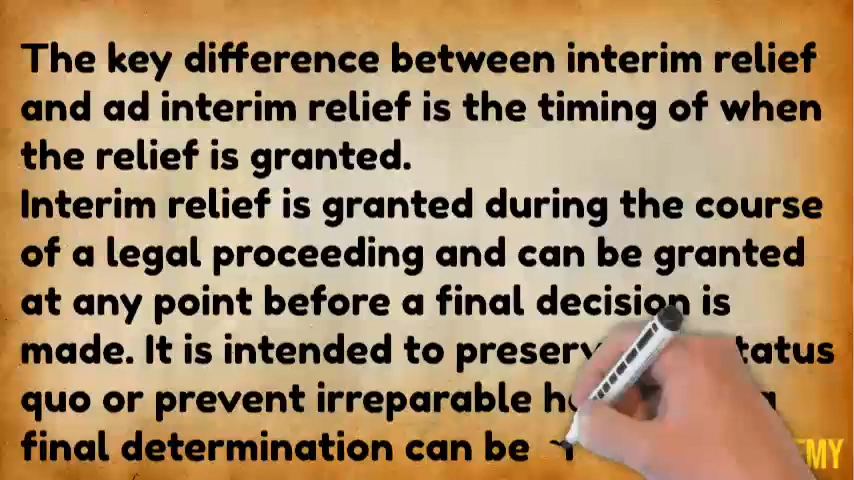 The key difference between interim relief
and ad interim relief is the timing of when
the relief is granted.
Interim relief is granted during the course
of a legal proceeding and can be granted
at any point before a final decision is
made. It is intended to
quo or prevent irreparable
final determination can be